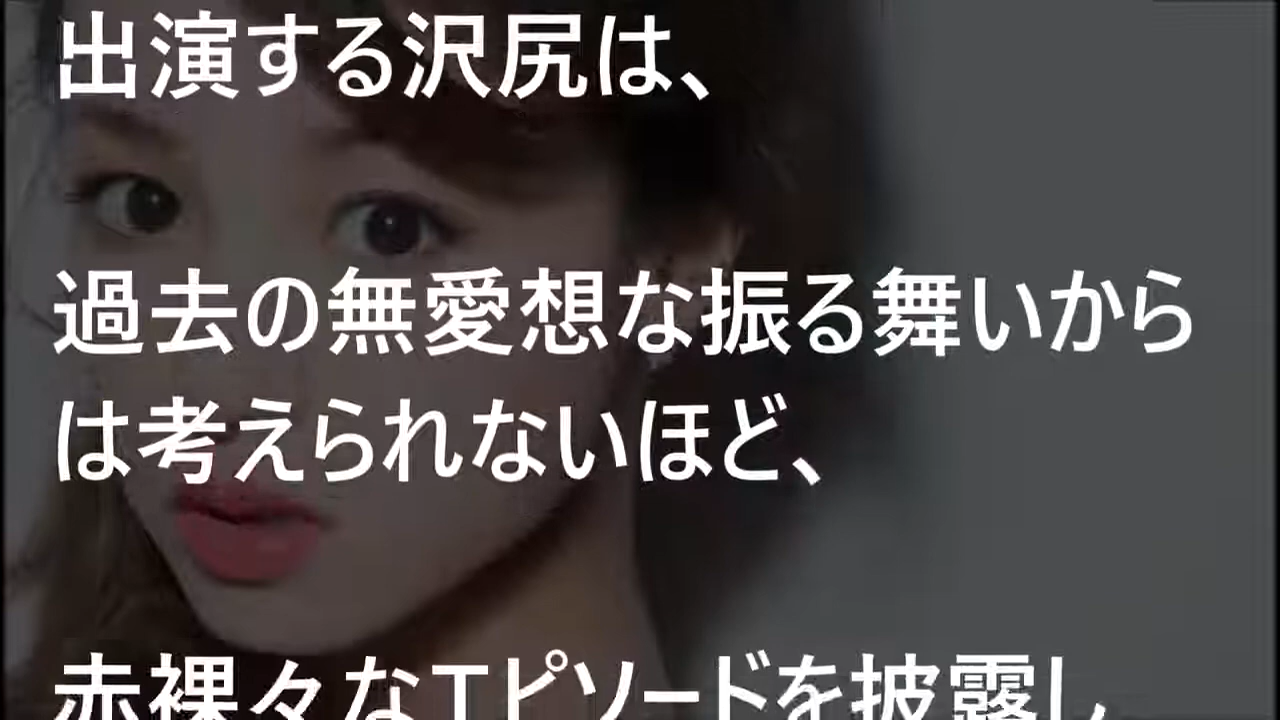 出演する沢尻は、
過去の無愛想な振る舞いから
は考えられないほど、
赤裸々なエピソードを披露し